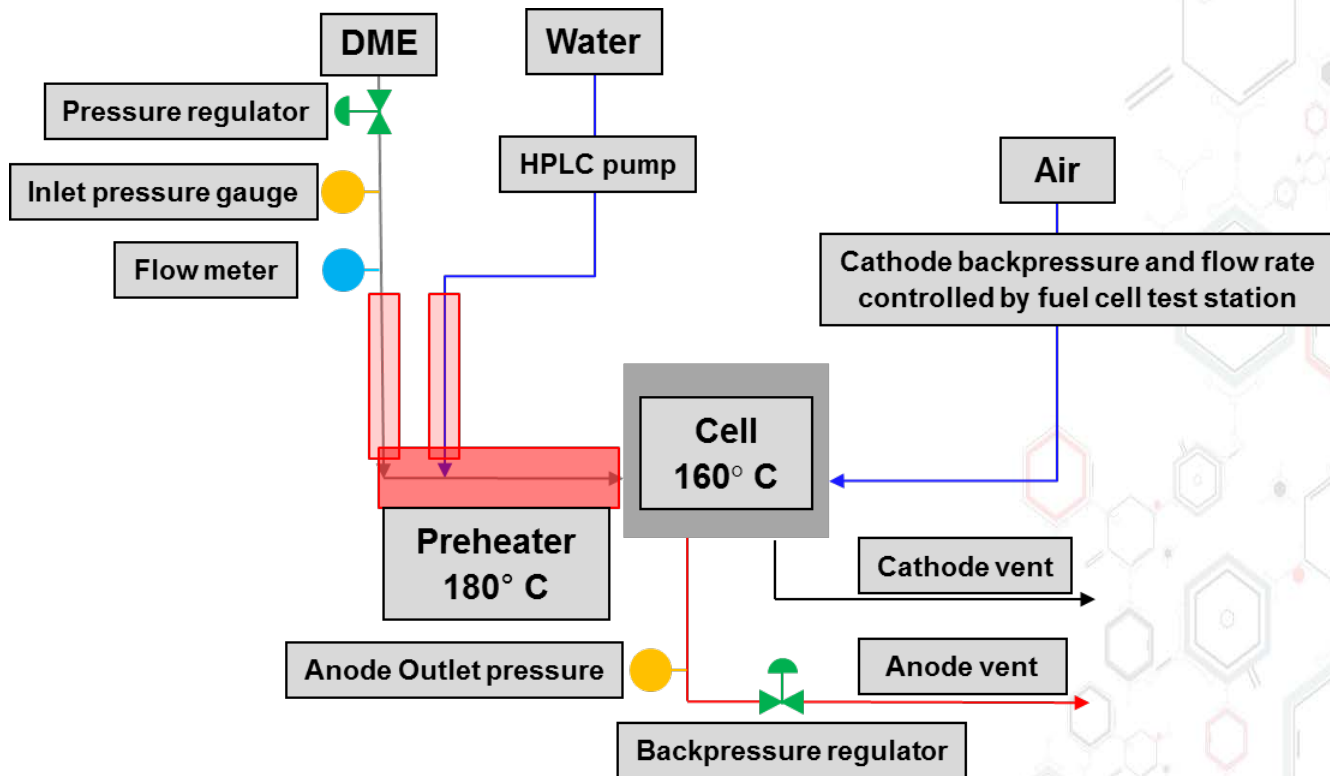 DME
Water
Pressure regulator
HPLC pump
Inlet pressure gauge
Air
Flow meter
Cathode backpressure and flow rate
controlled by fuel cell test station
Cell
160° C
Preheater
180° C
Cathode vent
Anode Outlet pressure
Anode vent
Backpressure regulator